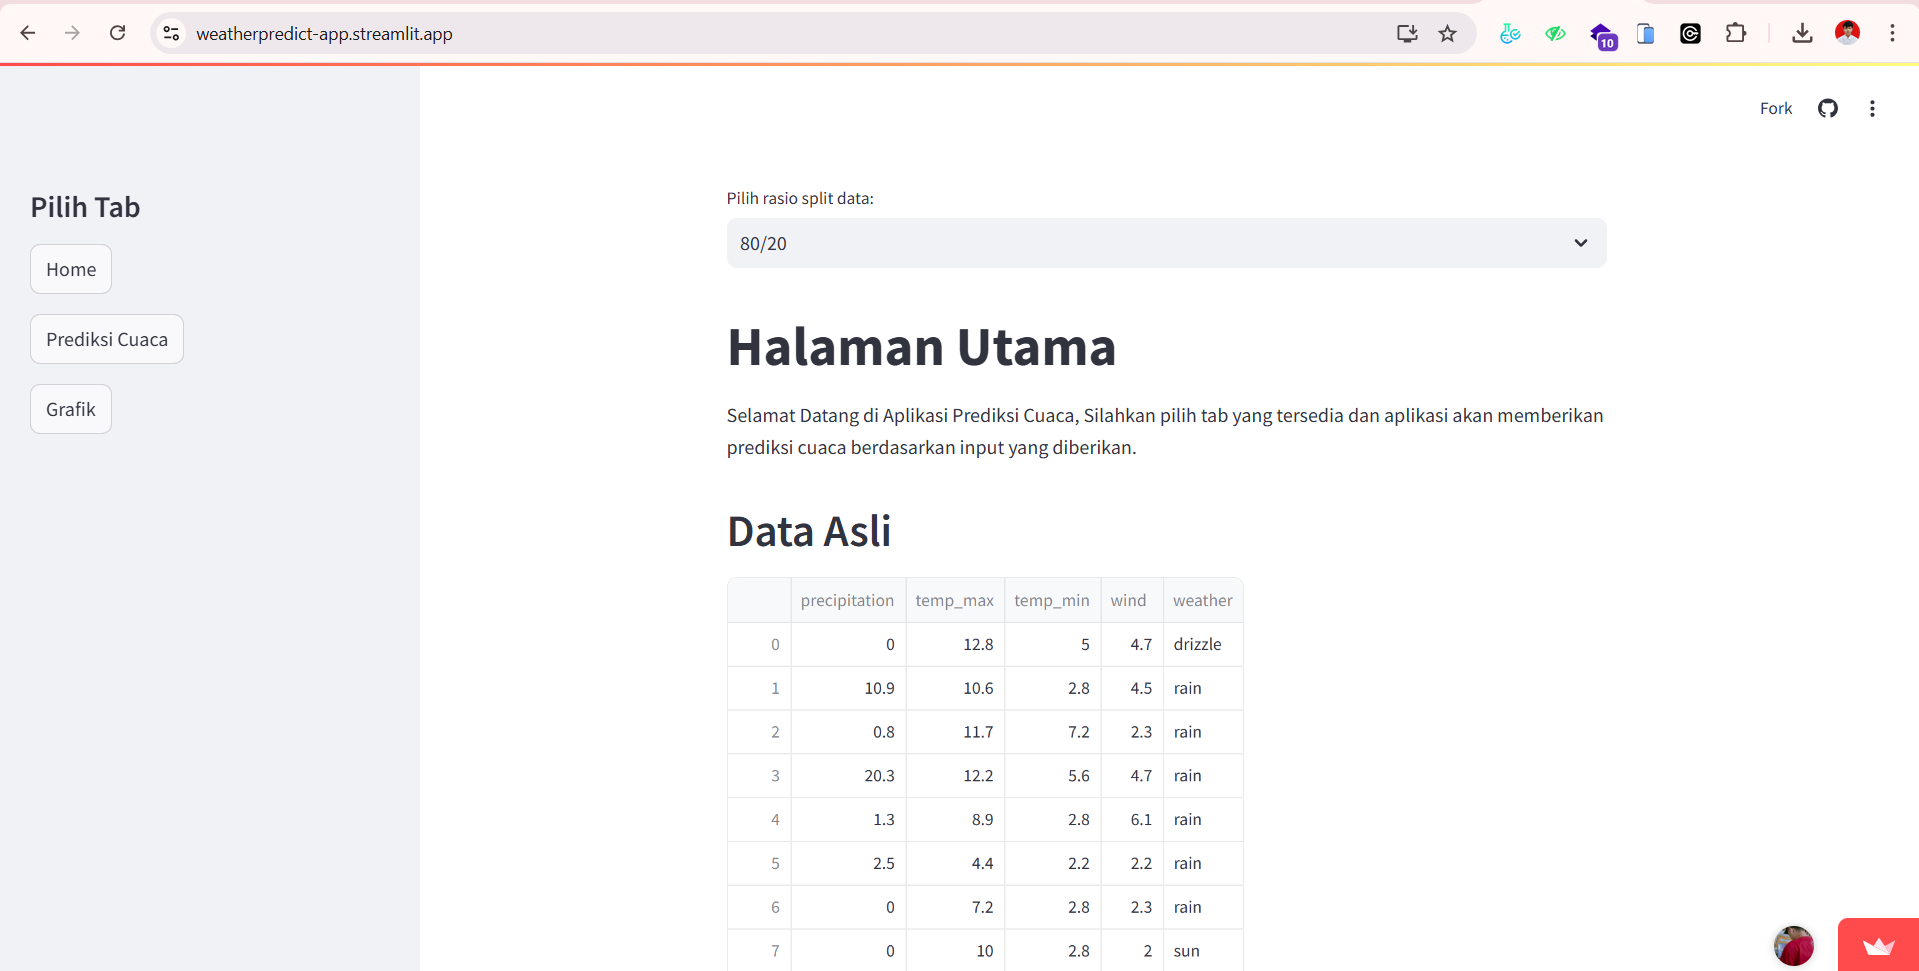 weatherpredict-app.streamlit.app
10
Fork
Pilih Tab
Home
Prediksi Cuaca
Grafik
Pilih rasio split data:
80/20
Halaman Utama
Selamat Datang di Aplikasi Prediksi Cuaca, Silahkan pilih tab yang tersedia dan aplikasi akan memberikan
prediksi cuaca berdasarkan input yang diberikan.
Data Asli
precipitation temp_max temp_min wind weather
0 0 12.8 5 4.7 drizzle
1 10.9 10.6 2.8 4.5 rain
2 0.8 11.7 7.2 2.3 rain
3 20.3 12.2 5.6 4.7 rain
4 1.3 8.9 2.8 6.1 rain
5 2.5 4.4 2.2 2.2 rain
6 0 7.2 2.8 2.3 rain
7 0 10 2.8 2 sun